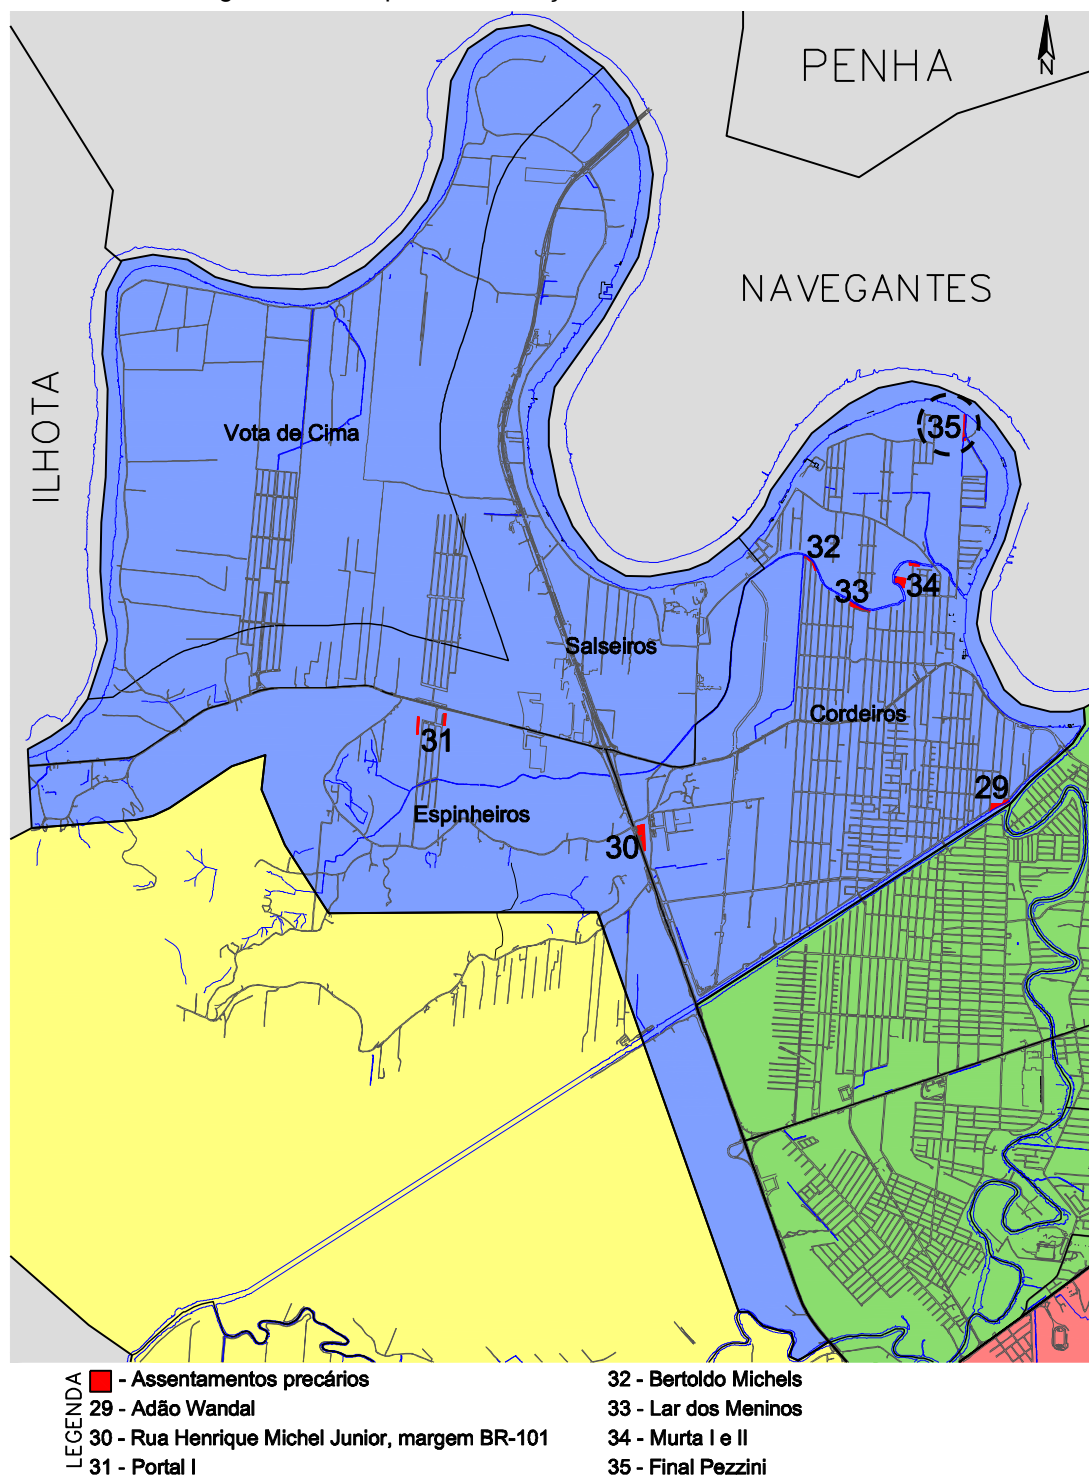 PENHA
N
NAVEGANTES
ILHOTA
Vota de Cima
35
32
33
34
Salseiros
Cordeiros
31
29
Espinheiros
30
LEGENDA
- Assentamentos precários
29 - Adão Wandal
30 - Rua Henrique Michel Junior, margem BR-101
31 - Portal I
32 - Bertoldo Michels
33 - Lar dos Meninos
34 - Murta I e II
35 - Final Pezzini